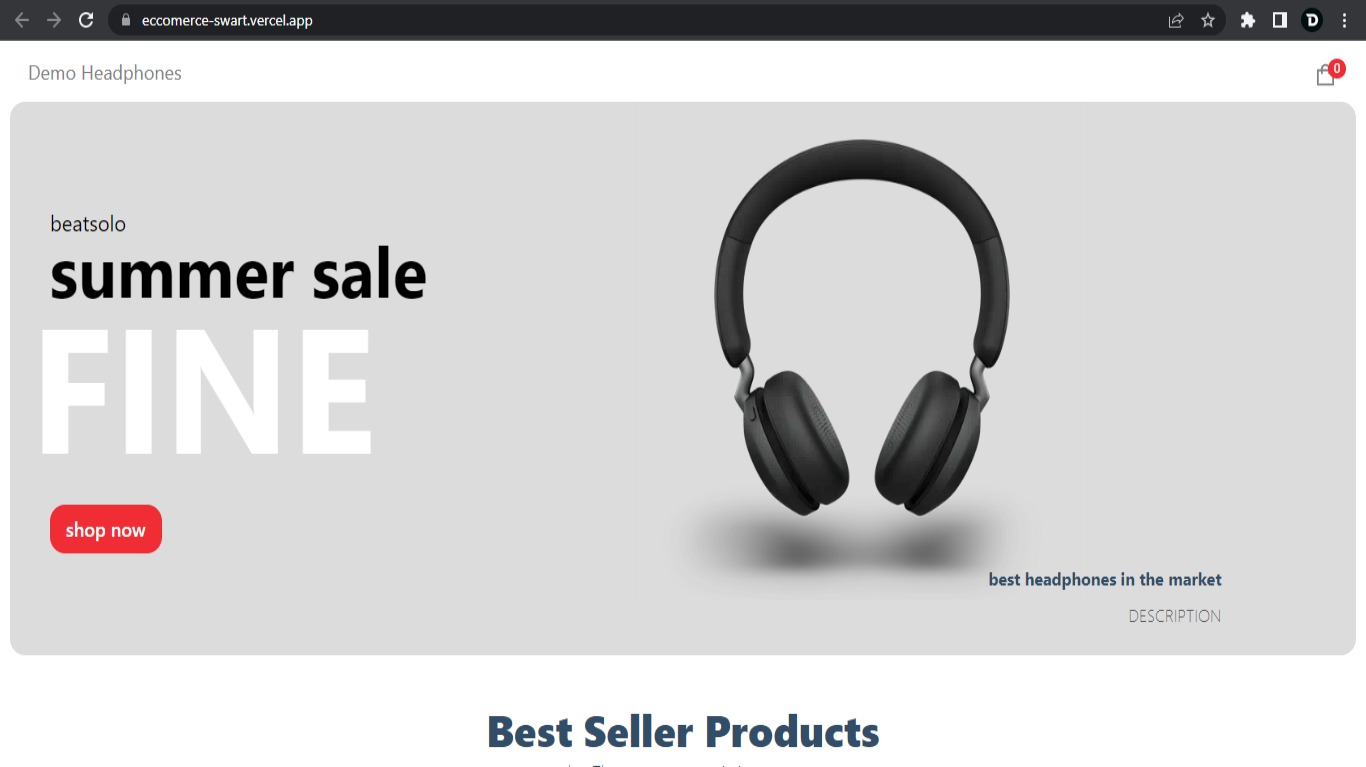 eccomerce-swart.vercel.app
Demo Headphones
0
beatsolo
summer sale
FINE
shop now
best headphones in the market
DESCRIPTION
Best Seller Products